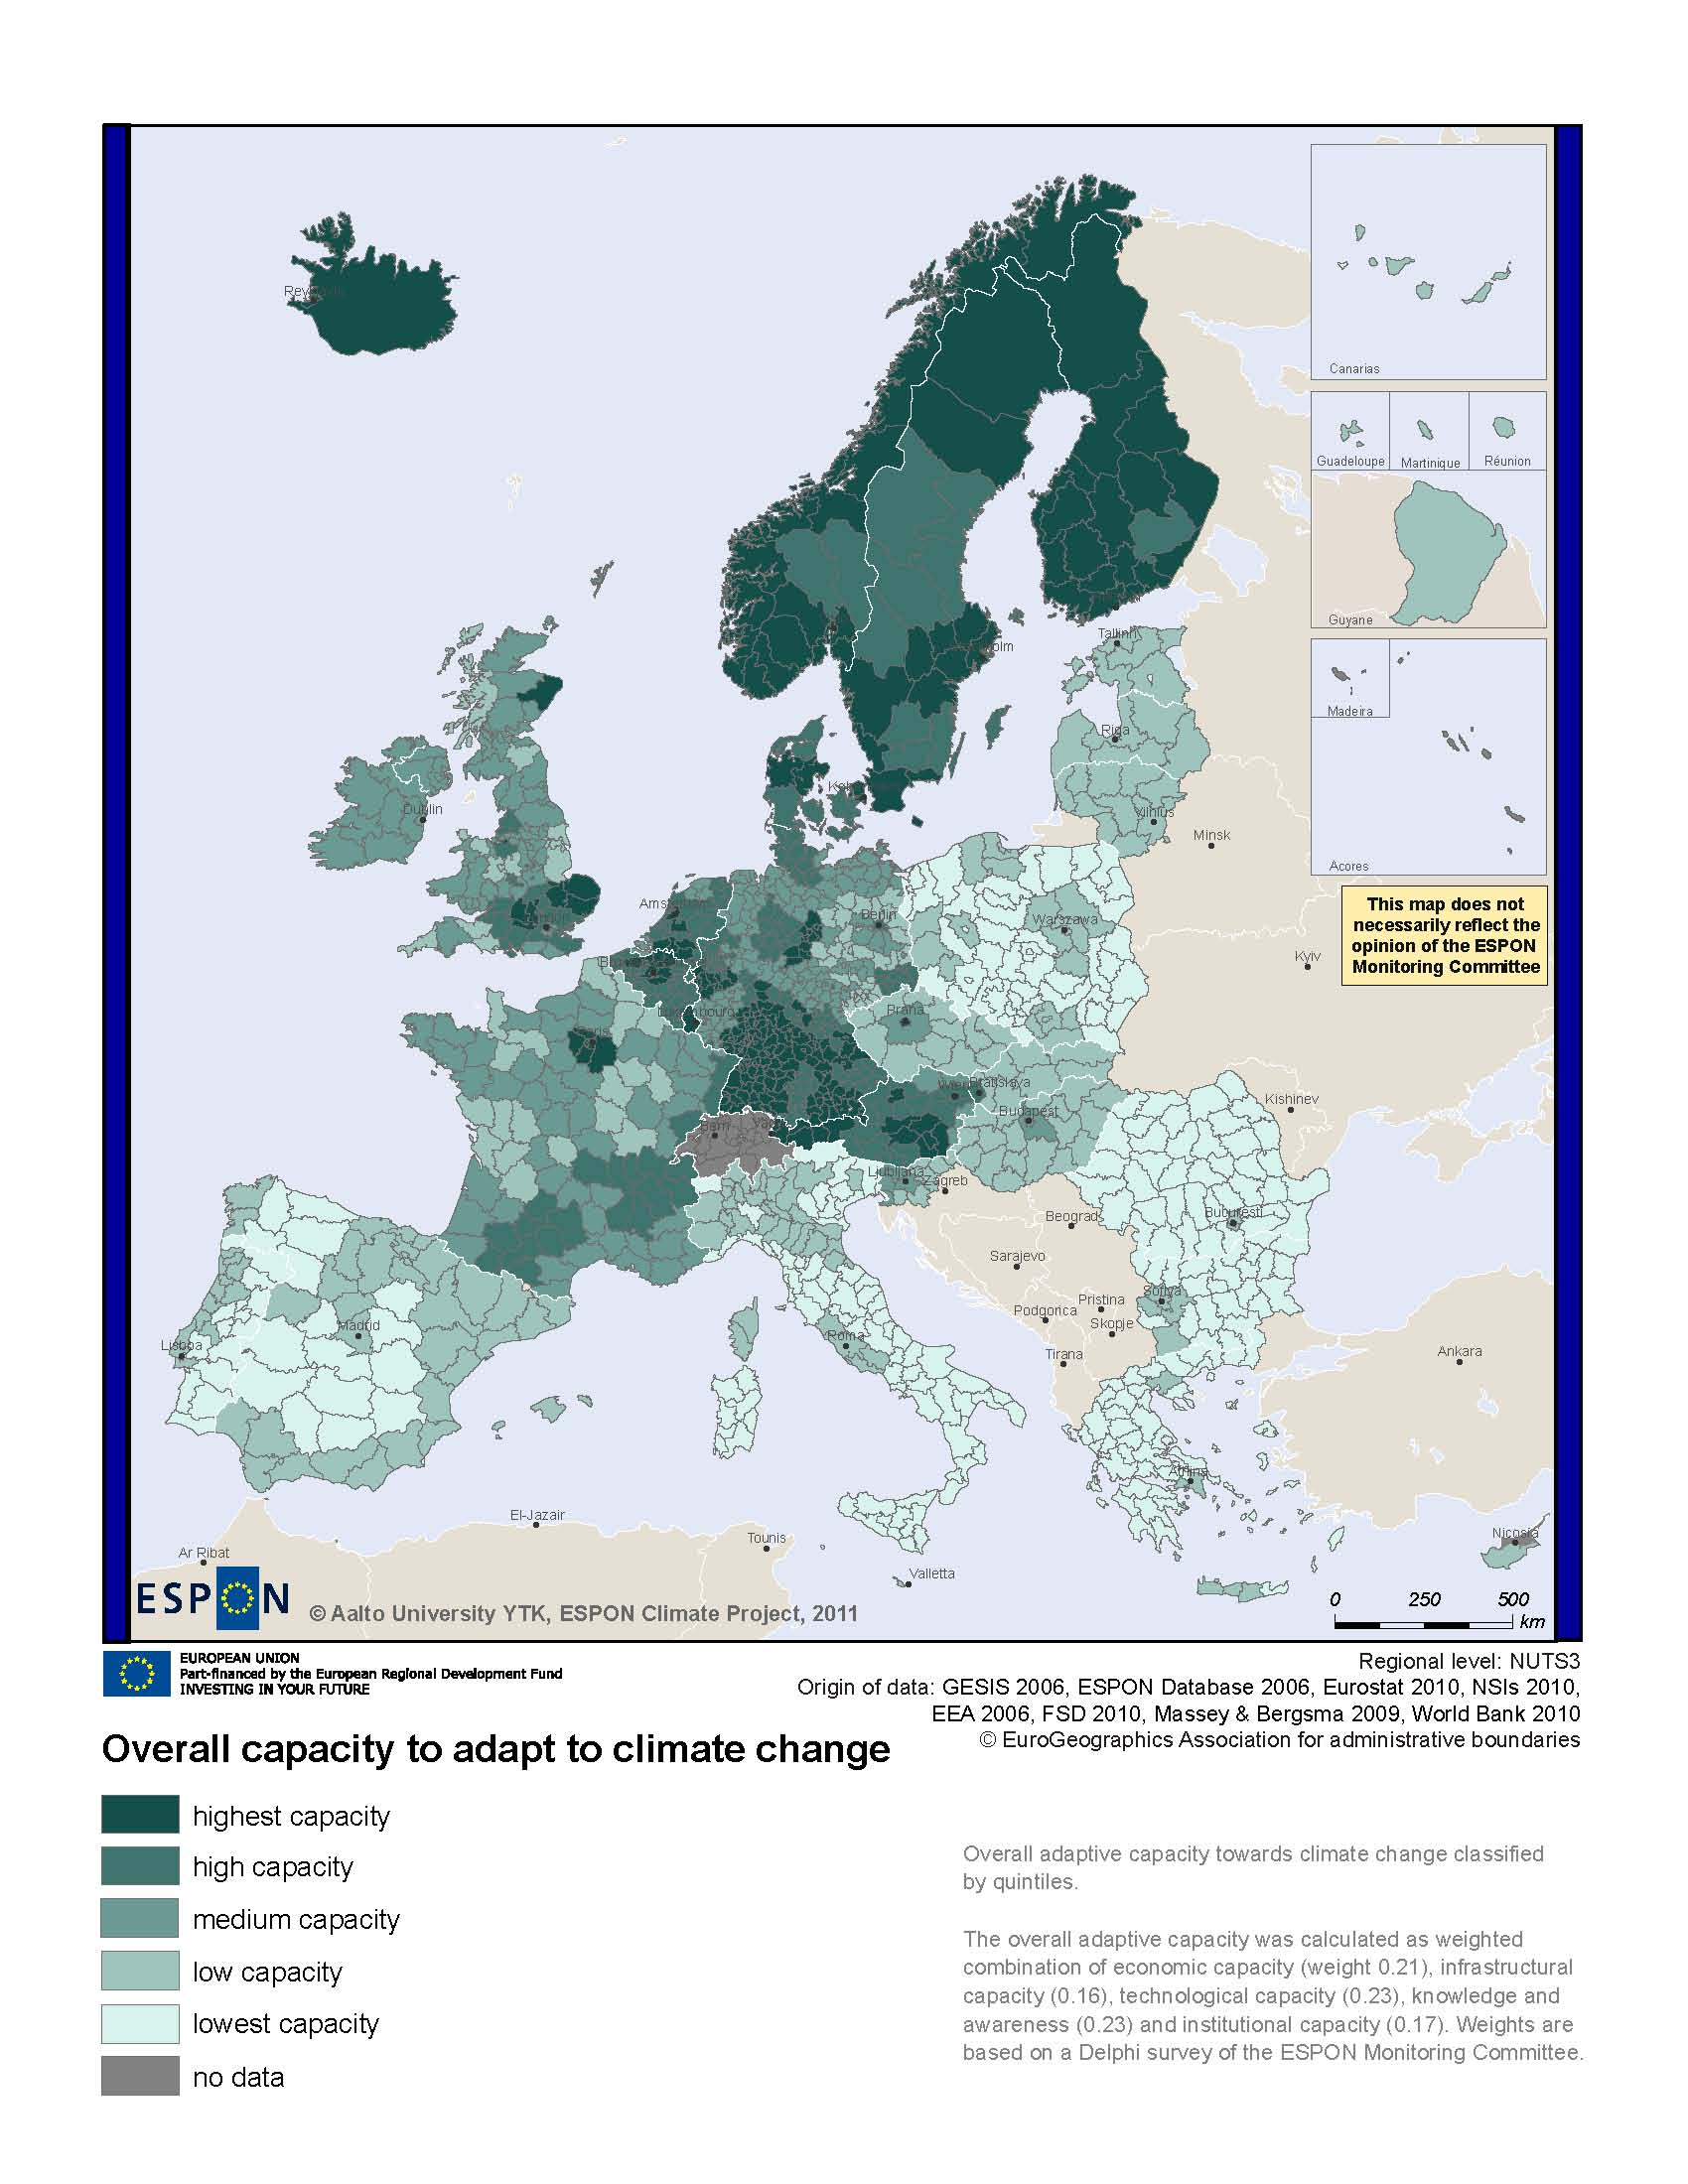 Canarias
Guadeloupe
Martinique
Réunion
Guyane
Madeira
Acores
This map does not
necessarily reflect the
opinion of the ESPON
Monitoring Committee
Tallinn
Riga
Dublin
Vilnius
Minsk
Berlin
Warszawa
Kyiv
Praha
Paris
Bratislava
Budapest
Kishinev
Bern
Ljubljana
Zagreb
Beograd
Bucuresti
Sarajevo
Pristina
Sofiya
Podgorica
Skopje
Madrid
Roma
Lisboa
Tirana
Ankara
Athina
El-Jazair
Tounis
Nicosia
Ar Ribat
Valletta
0 250 500
km
ESPON
© Aalto University YTK, ESPON Climate Project, 2011
EUROPEAN UNION
Part-financed by the European Regional Development Fund
INVESTING IN YOUR FUTURE
Regional level: NUTS3
Origin of data: GESIS 2006, ESPON Database 2006, Eurostat 2010, NSIs 2010,
EEA 2006, FSD 2010, Massey & Bergsma 2009, World Bank 2010
© EuroGeographics Association for administrative boundaries
Overall capacity to adapt to climate change
highest capacity
high capacity
medium capacity
low capacity
lowest capacity
no data
Overall adaptive capacity towards climate change classified
by quintiles.
The overall adaptive capacity was calculated as weighted
combination of economic capacity (weight 0.21), infrastructural
capacity (0.16), technological capacity (0.23), knowledge and
awareness (0.23) and institutional capacity (0.17). Weights are
based on a Delphi survey of the ESPON Monitoring Committee.